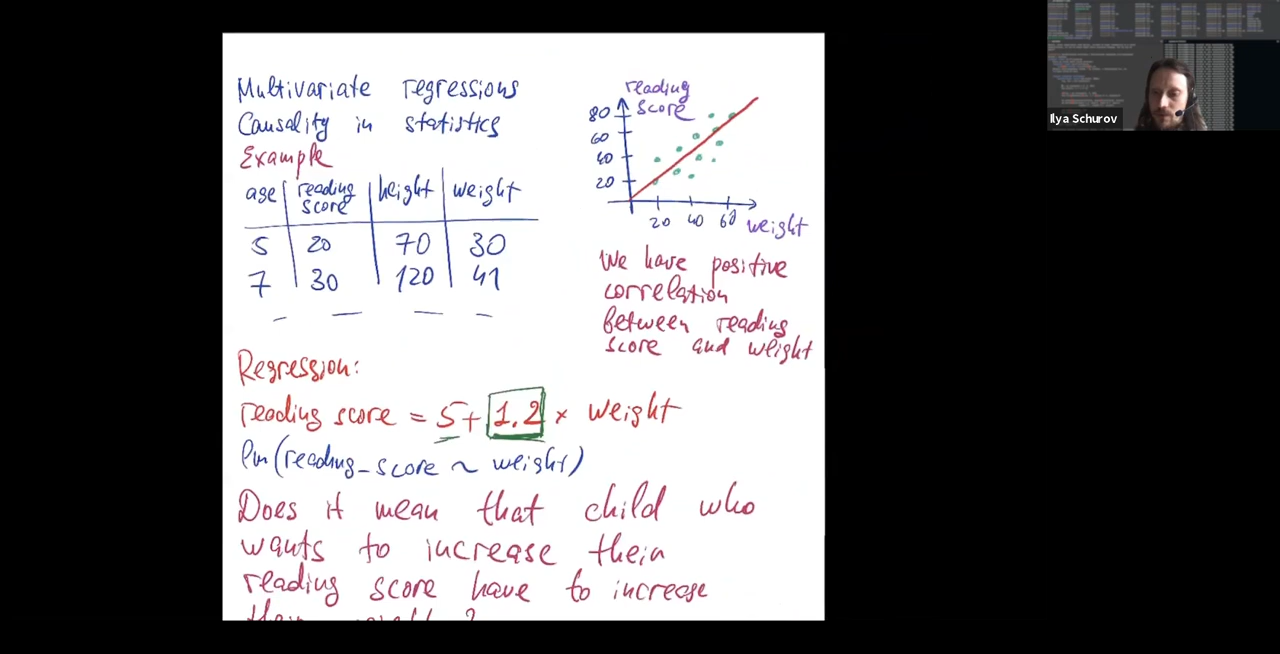 Multivariate regressions
Causality in statistics
Example
age reading score height weight
5 20 70 30
7 30 120 41
reading score
80
60
40
20
20 40 60 weight
We have positive
correlation
between reading
score and weight
Regression:
reading score = 5 + 1.2 × weight
lm(reading_score ~ weight)
Does it mean that child who
wants to increase their
reading score have to increase
Ilya Schurov